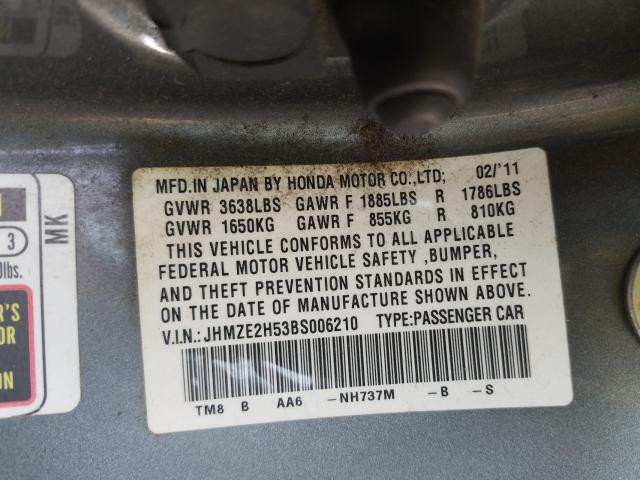 MFD.IN JAPAN BY HONDA MOTOR CO.,LTD; 02/'11
GVWR 3638LBS GAWR F 1885LBS R 1786LBS
GVWR 1650KG GAWR F 855KG R 810KG
THIS VEHICLE CONFORMS TO ALL APPLICABLE
FEDERAL MOTOR VEHICLE SAFETY ,BUMPER,
AND THEFT PREVENTION STANDARDS IN EFFECT
ON THE DATE OF MANUFACTURE SHOWN ABOVE.
V.I.N.:JHMZE2H53BS006210 TYPE:PASSENGER CAR
TM8 B AA6 -NH737M -B -S
MK
3
lbs.
'S
OR
ON